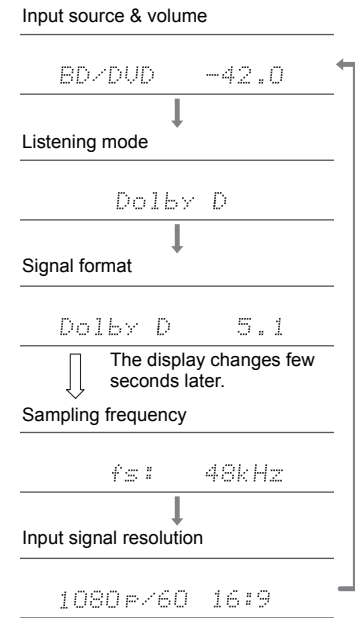 Input source & volume
BD/DVD -42.0
Listening mode
Dolby D
Signal format
Dolby D 5.1
The display changes few
seconds later.
Sampling frequency
fs: 48kHz
Input signal resolution
1080p/60 16:9